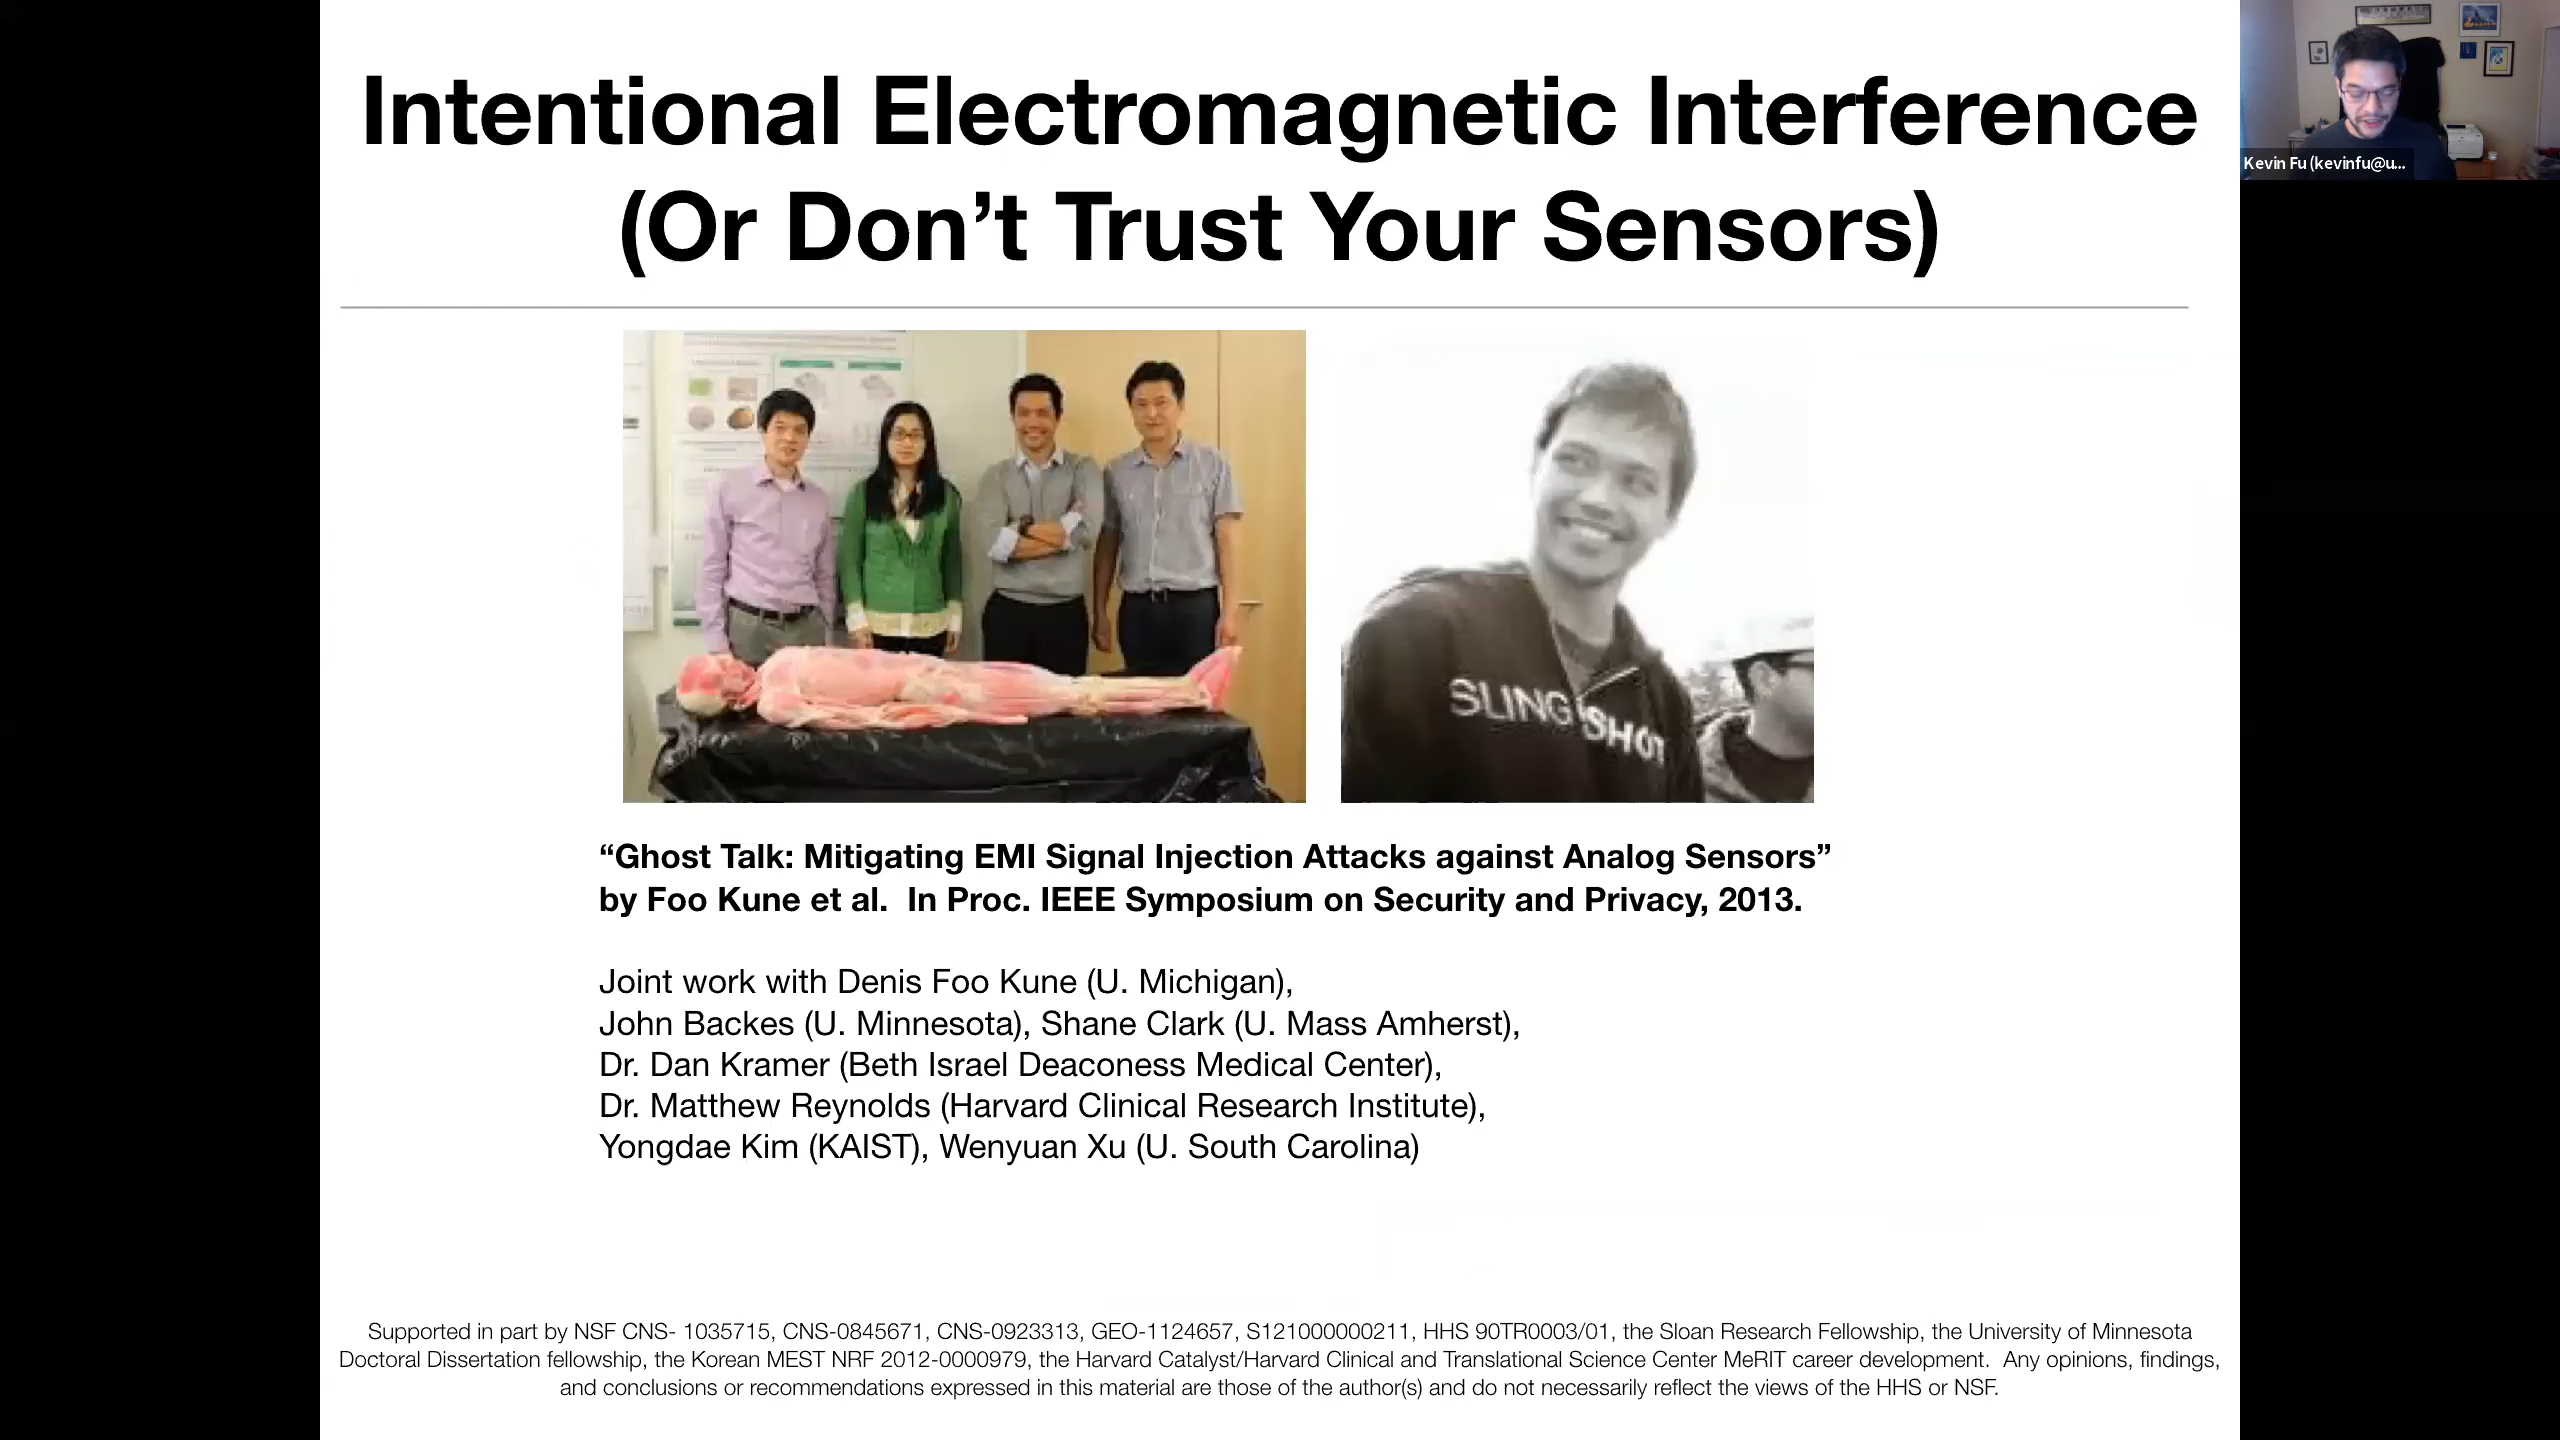 Intentional Electromagnetic Interference
(Or Don’t Trust Your Sensors)
Kevin Fu (kevinfu@u...
SLINGSHOT
“Ghost Talk: Mitigating EMI Signal Injection Attacks against Analog Sensors”
by Foo Kune et al.  In Proc. IEEE Symposium on Security and Privacy, 2013.
Joint work with Denis Foo Kune (U. Michigan),
John Backes (U. Minnesota), Shane Clark (U. Mass Amherst),
Dr. Dan Kramer (Beth Israel Deaconess Medical Center),
Dr. Matthew Reynolds (Harvard Clinical Research Institute),
Yongdae Kim (KAIST), Wenyuan Xu (U. South Carolina)
Supported in part by NSF CNS- 1035715, CNS-0845671, CNS-0923313, GEO-1124657, S121000000211, HHS 90TR0003/01, the Sloan Research Fellowship, the University of Minnesota
Doctoral Dissertation fellowship, the Korean MEST NRF 2012-0000979, the Harvard Catalyst/Harvard Clinical and Translational Science Center MeRIT career development.  Any opinions, findings,
and conclusions or recommendations expressed in this material are those of the author(s) and do not necessarily reflect the views of the HHS or NSF.